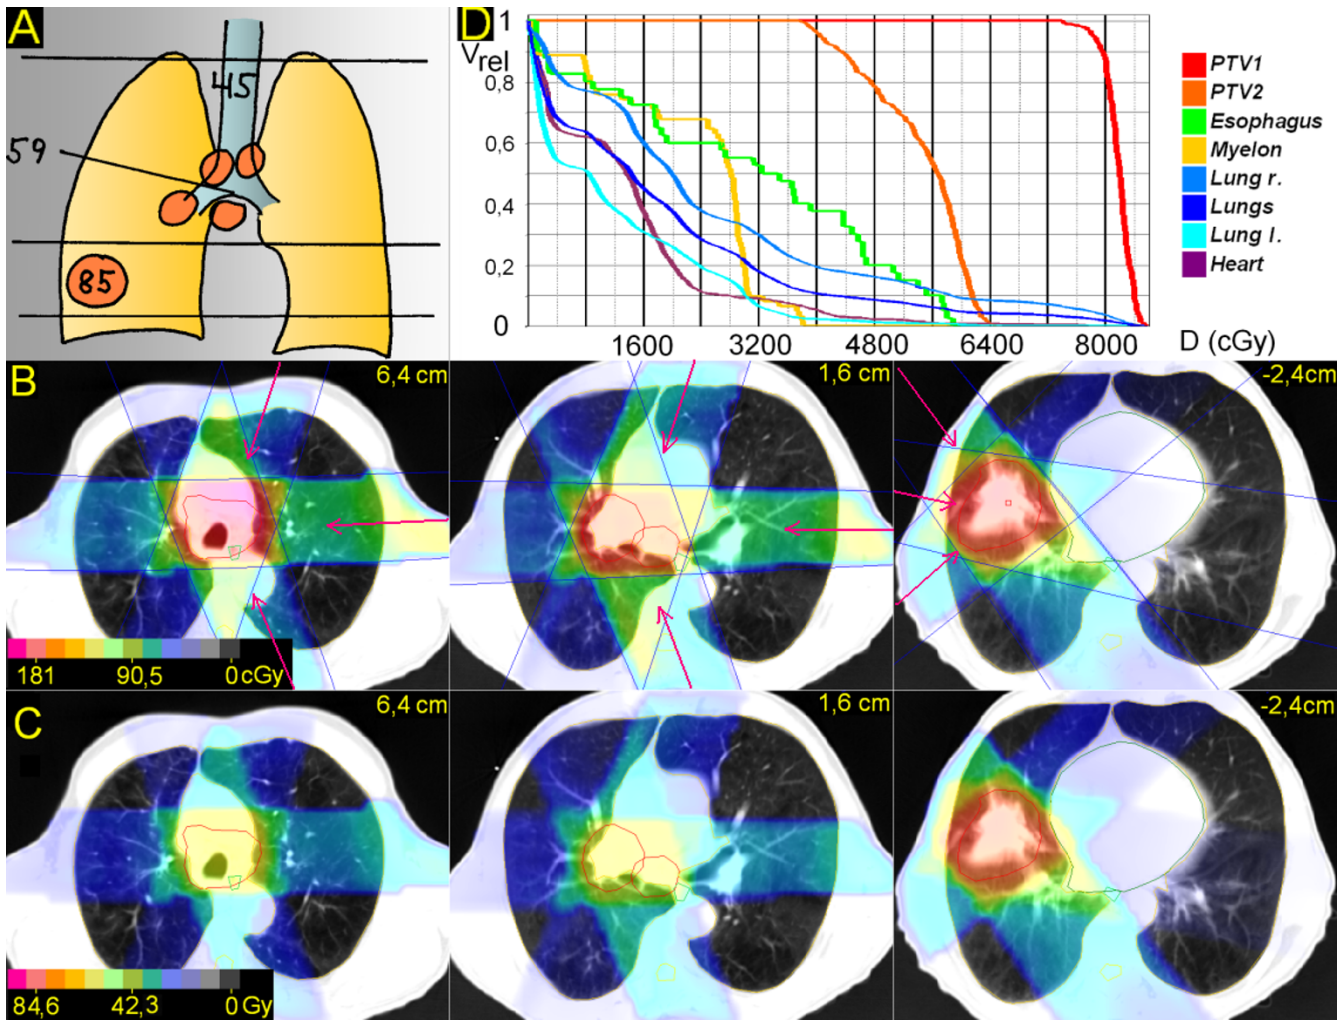 A
45
59
85
D
1
V rel
0,8
0,6
0,4
0,2
0
1600 3200 4800 6400 8000 D (cGy)
PTV1
PTV2
Esophagus
Myelon
Lung r.
Lungs
Lung l.
Heart
B
6,4 cm
1,6 cm
-2,4cm
181 90,5 0 cGy
C
6,4 cm
1,6 cm
-2,4cm
84,6 42,3 0 Gy